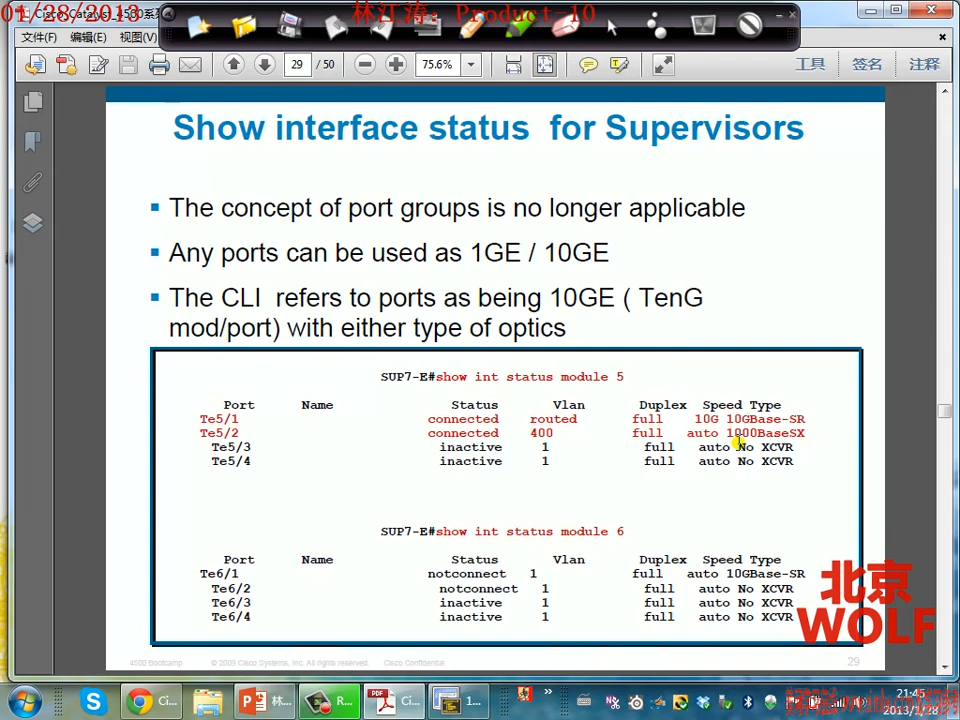 01/28/2013
林江涛: Product-10
文件(F) 编辑(E) 视图(V)
29 / 50 75.6% 工具 签名 注释
Show interface status for Supervisors
The concept of port groups is no longer applicable
Any ports can be used as 1GE / 10GE
The CLI refers to ports as being 10GE ( TenG
mod/port) with either type of optics
SUP7-E#show int status module 5
Port Name Status Vlan Duplex Speed Type
Te5/1 connected routed full 10G 10GBase-SR
Te5/2 connected 400 full auto 1000BaseSX
Te5/3 inactive 1 full auto No XCVR
Te5/4 inactive 1 full auto No XCVR
SUP7-E#show int status module 6
Port Name Status Vlan Duplex Speed Type
Te6/1 notconnect 1 full auto 10GBase-SR
Te6/2 notconnect 1 full auto No XCVR
Te6/3 inactive 1 full auto No XCVR
Te6/4 inactive 1 full auto No XCVR
北京
WOLF
4500 Bootcamp © 2009 Cisco Systems, Inc. All rights reserved. Cisco Confidential 29
林... R... Ci... 1...
21:45
2013/1/28